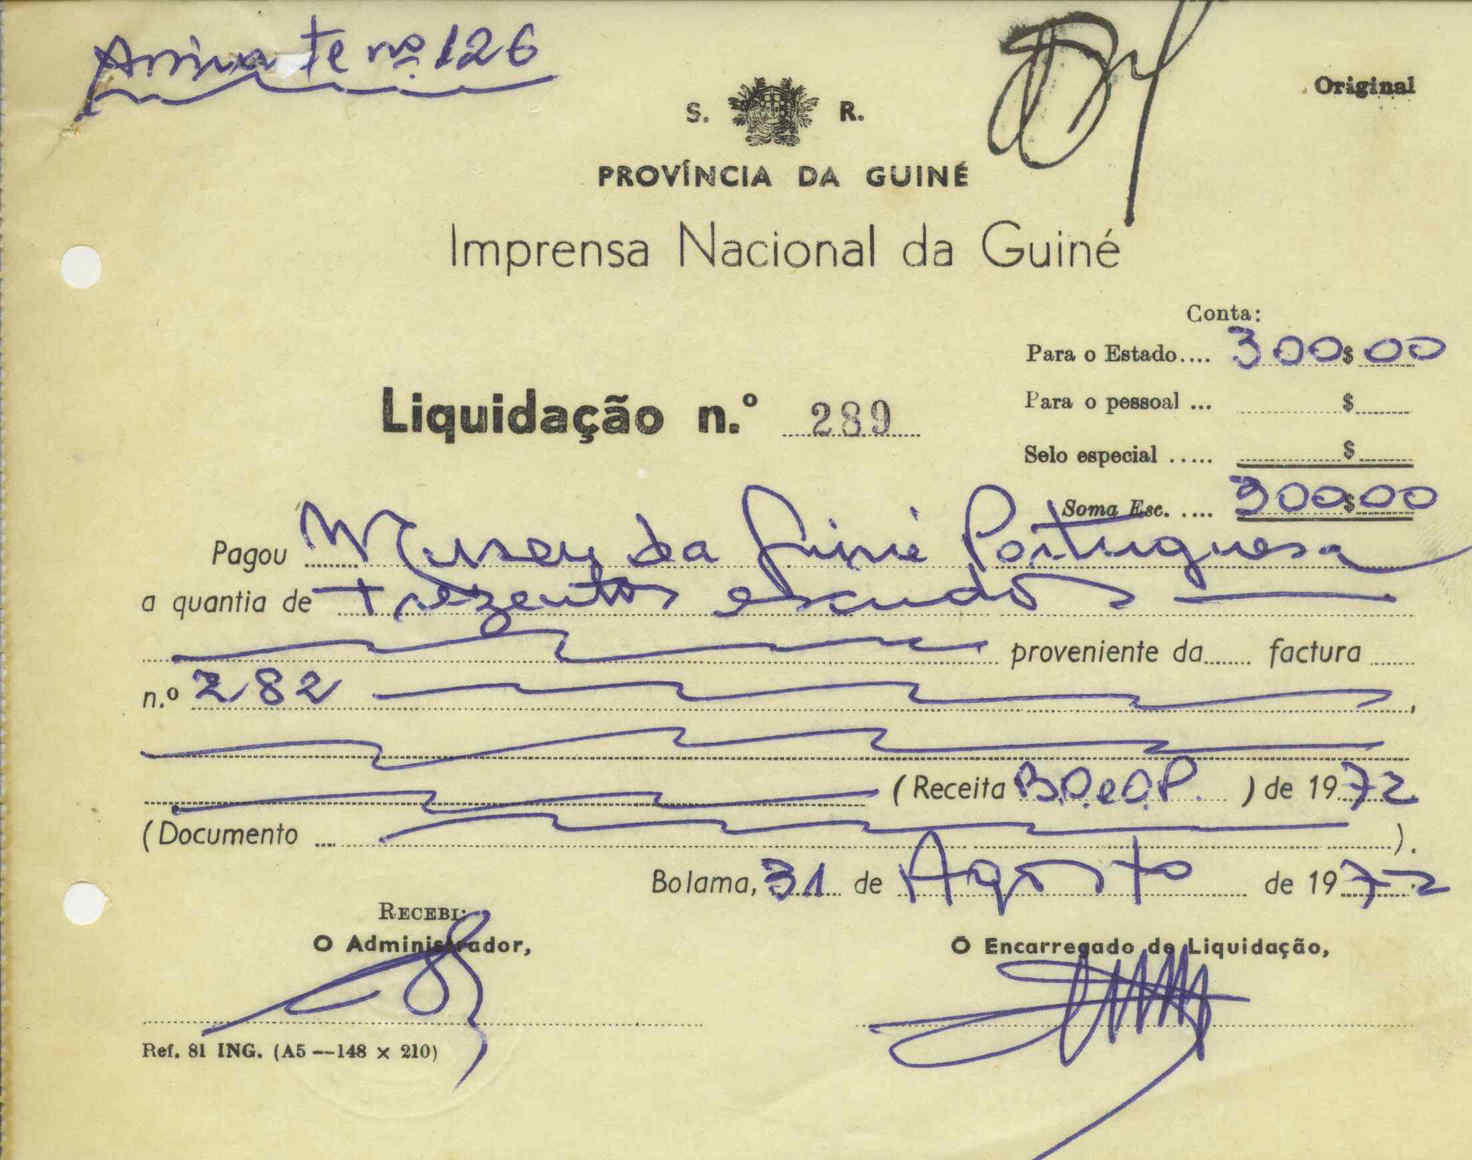 Assinante nº. 126
Original
S. R.
PROVÍNCIA DA GUINÉ
Imprensa Nacional da Guiné
Conta:
Para o Estado.... 300$00
Para o pessoal ... $
Liquidação n.º 289
Selo especial ..... $
Soma Esc. .... 300$00
Pagou Museu da Guiné Portuguesa
a quantia de trezentos escudos
proveniente da factura
n.º 282 ,
(Receita B.O.e O.P. ) de 1972
(Documento ).
Bolama, 31 de Agosto de 1972
RECEBI:
O Administrador, O Encarregado de Liquidação,
Ref. 81 ING. (A5 —148 × 210)